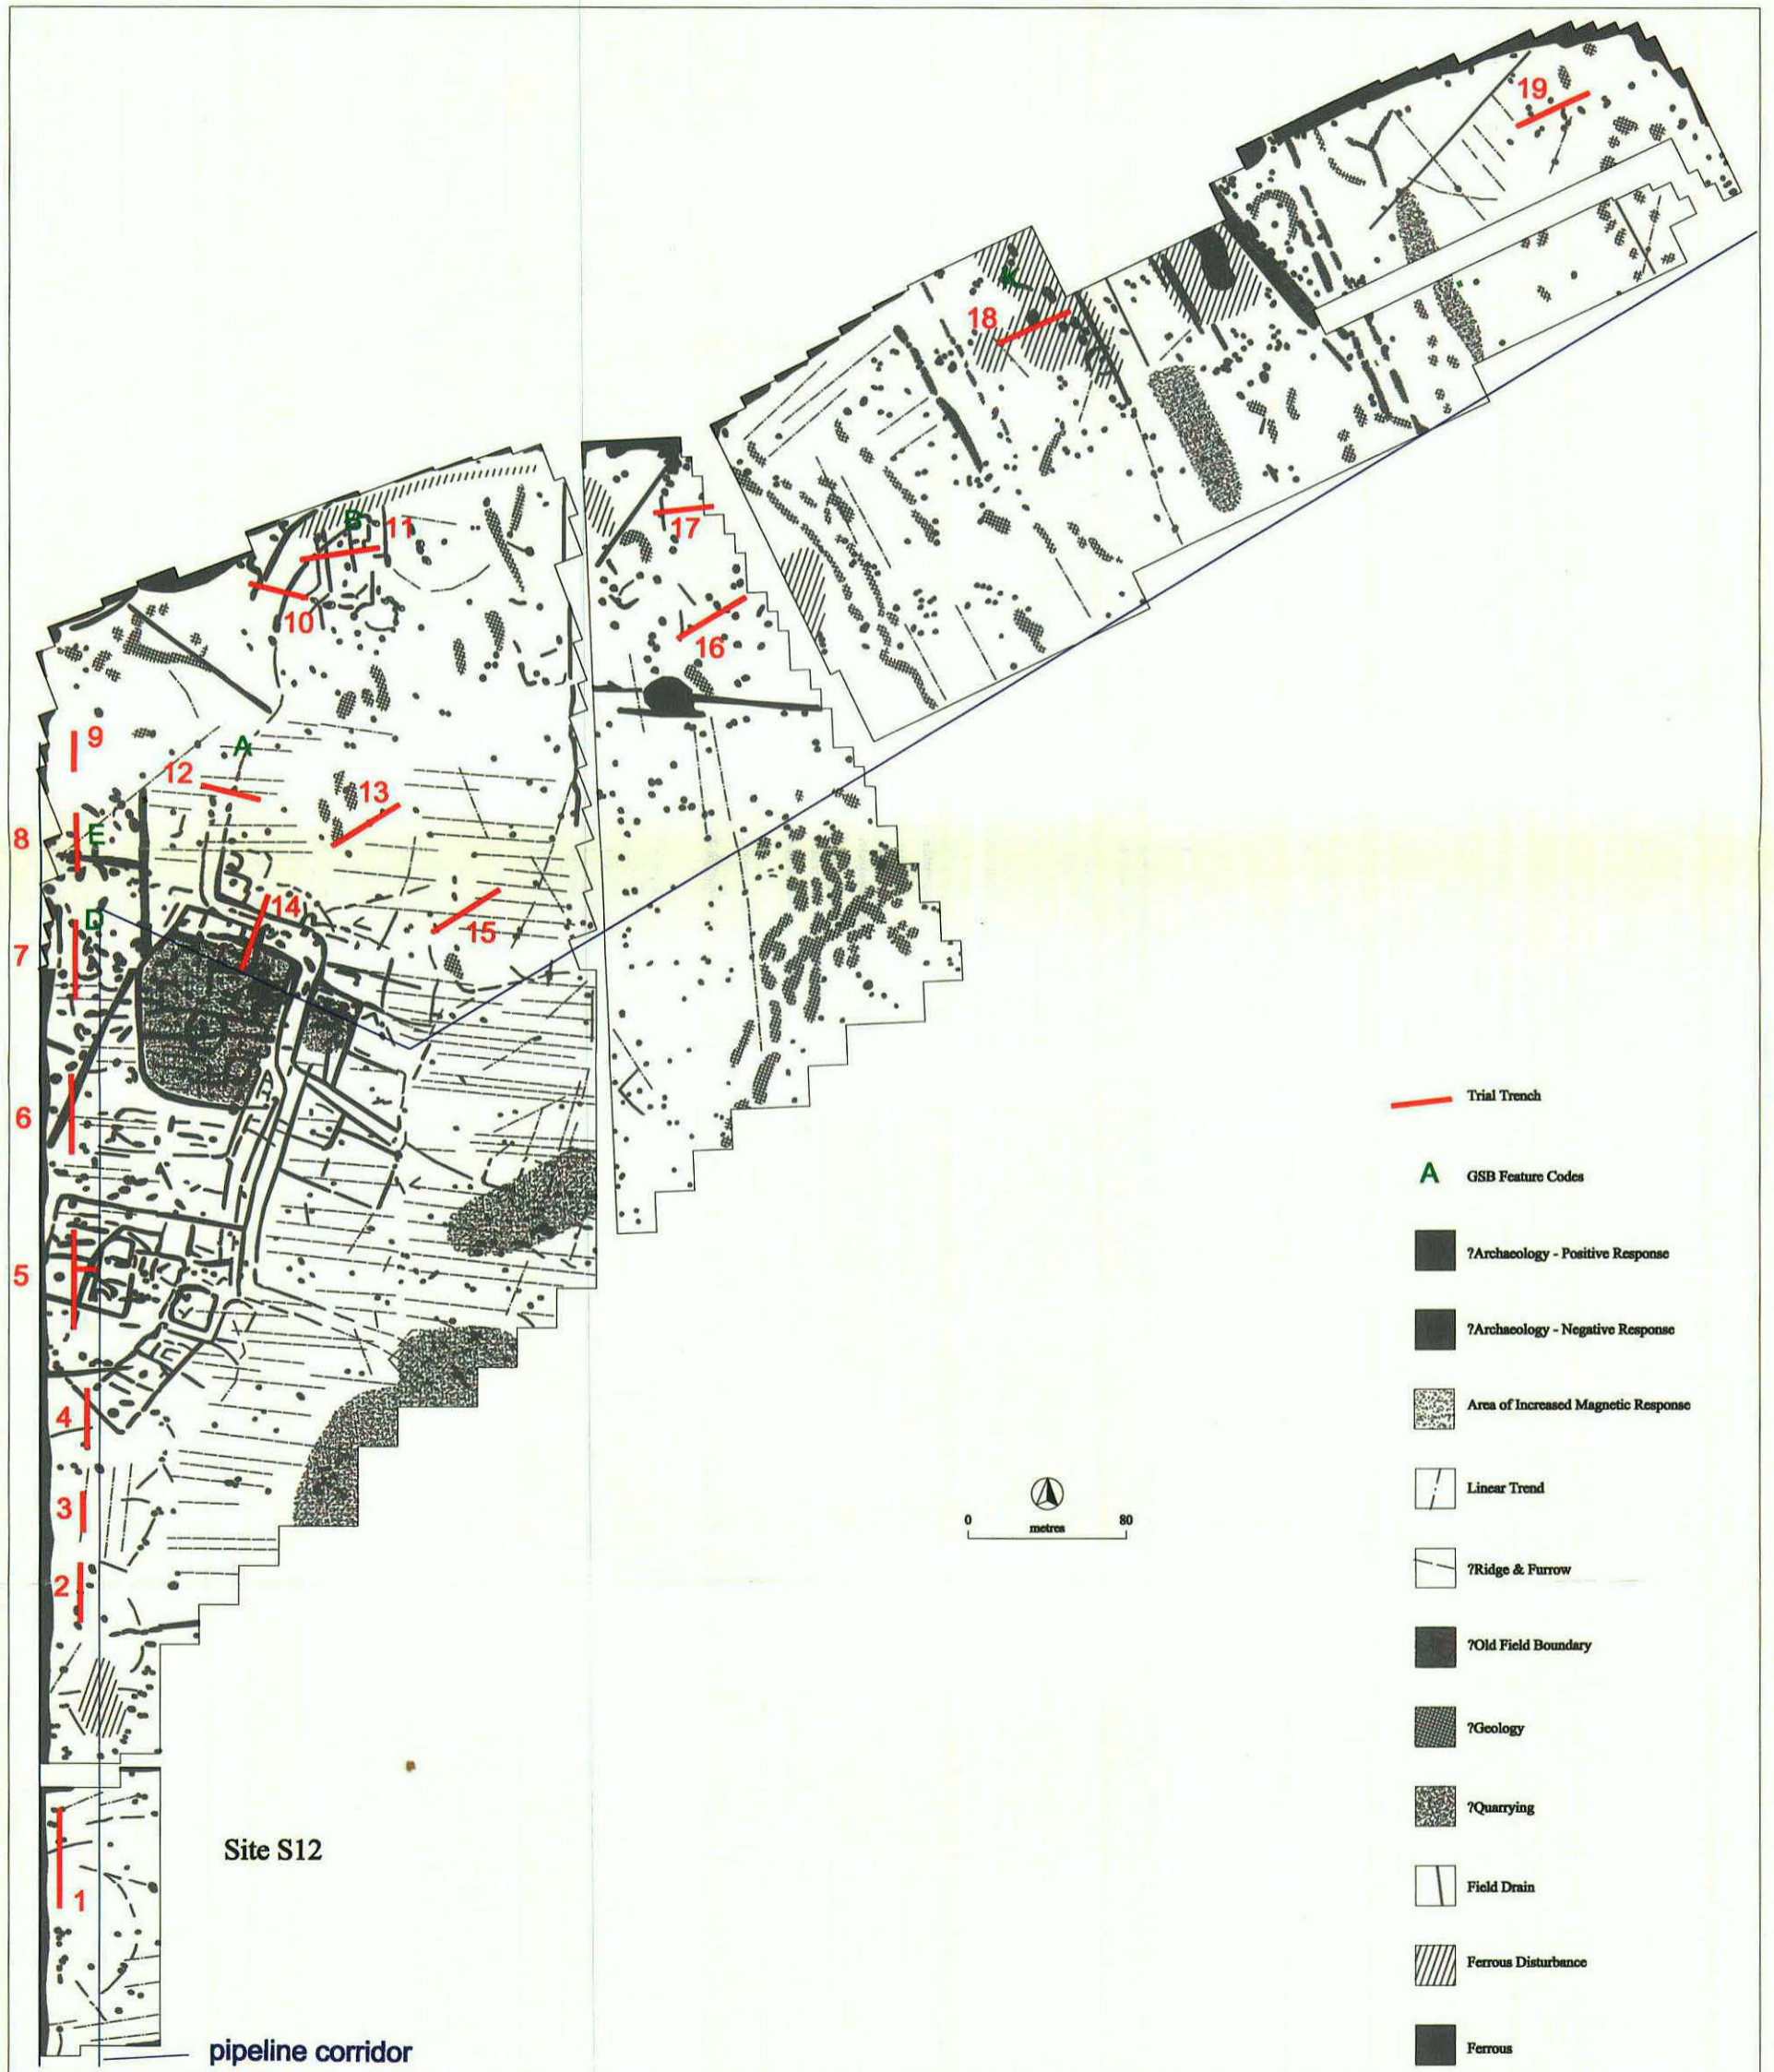 19
K
18
B
11
17
10
16
9
A
12
13
8
E
14
D
15
7
6
5
4
3
2
1
Site S12
pipeline corridor
0
80
metres
Trial Trench
A
GSB Feature Codes
?Archaeology - Positive Response
?Archaeology - Negative Response
Area of Increased Magnetic Response
Linear Trend
?Ridge & Furrow
?Old Field Boundary
?Geology
?Quarrying
Field Drain
Ferrous Disturbance
Ferrous